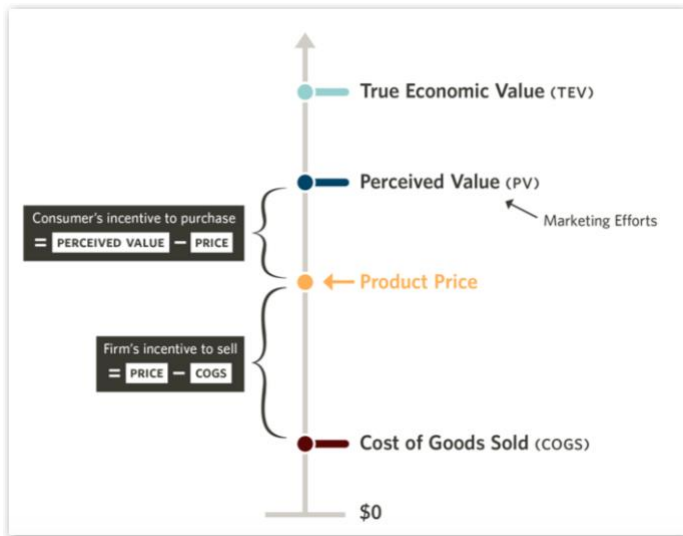 True Economic Value (TEV)
Perceived Value (PV)
Marketing Efforts
Consumer's incentive to purchase
= PERCEIVED VALUE – PRICE
Product Price
Firm's incentive to sell
= PRICE – COGS
Cost of Goods Sold (COGS)
$0